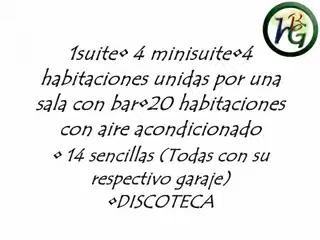 HBG
1suite• 4 minisuite•4
habitaciones unidas por una
sala con bar•20 habitaciones
con aire acondicionado
• 14 sencillas (Todas con su
respectivo garaje)
•DISCOTECA